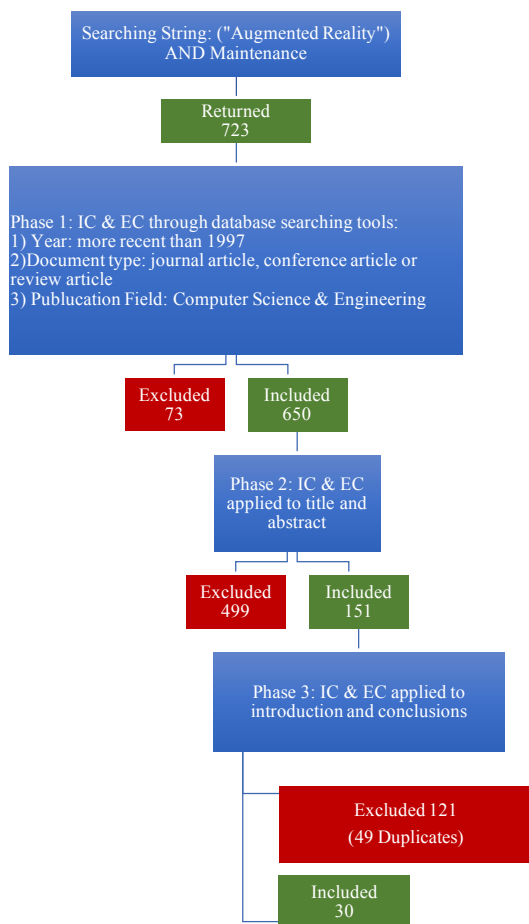 Searching String: ("Augmented Reality")
AND Maintenance
Returned
723
Phase 1: IC & EC through database searching tools:
1) Year: more recent than 1997
2)Document type: journal article, conference article or
review article
3) Publucation Field: Computer Science & Engineering
Excluded
73
Included
650
Phase 2: IC & EC
applied to title and
abstract
Excluded
499
Included
151
Phase 3: IC & EC applied to
introduction and conclusions
Excluded 121
(49 Duplicates)
Included
30